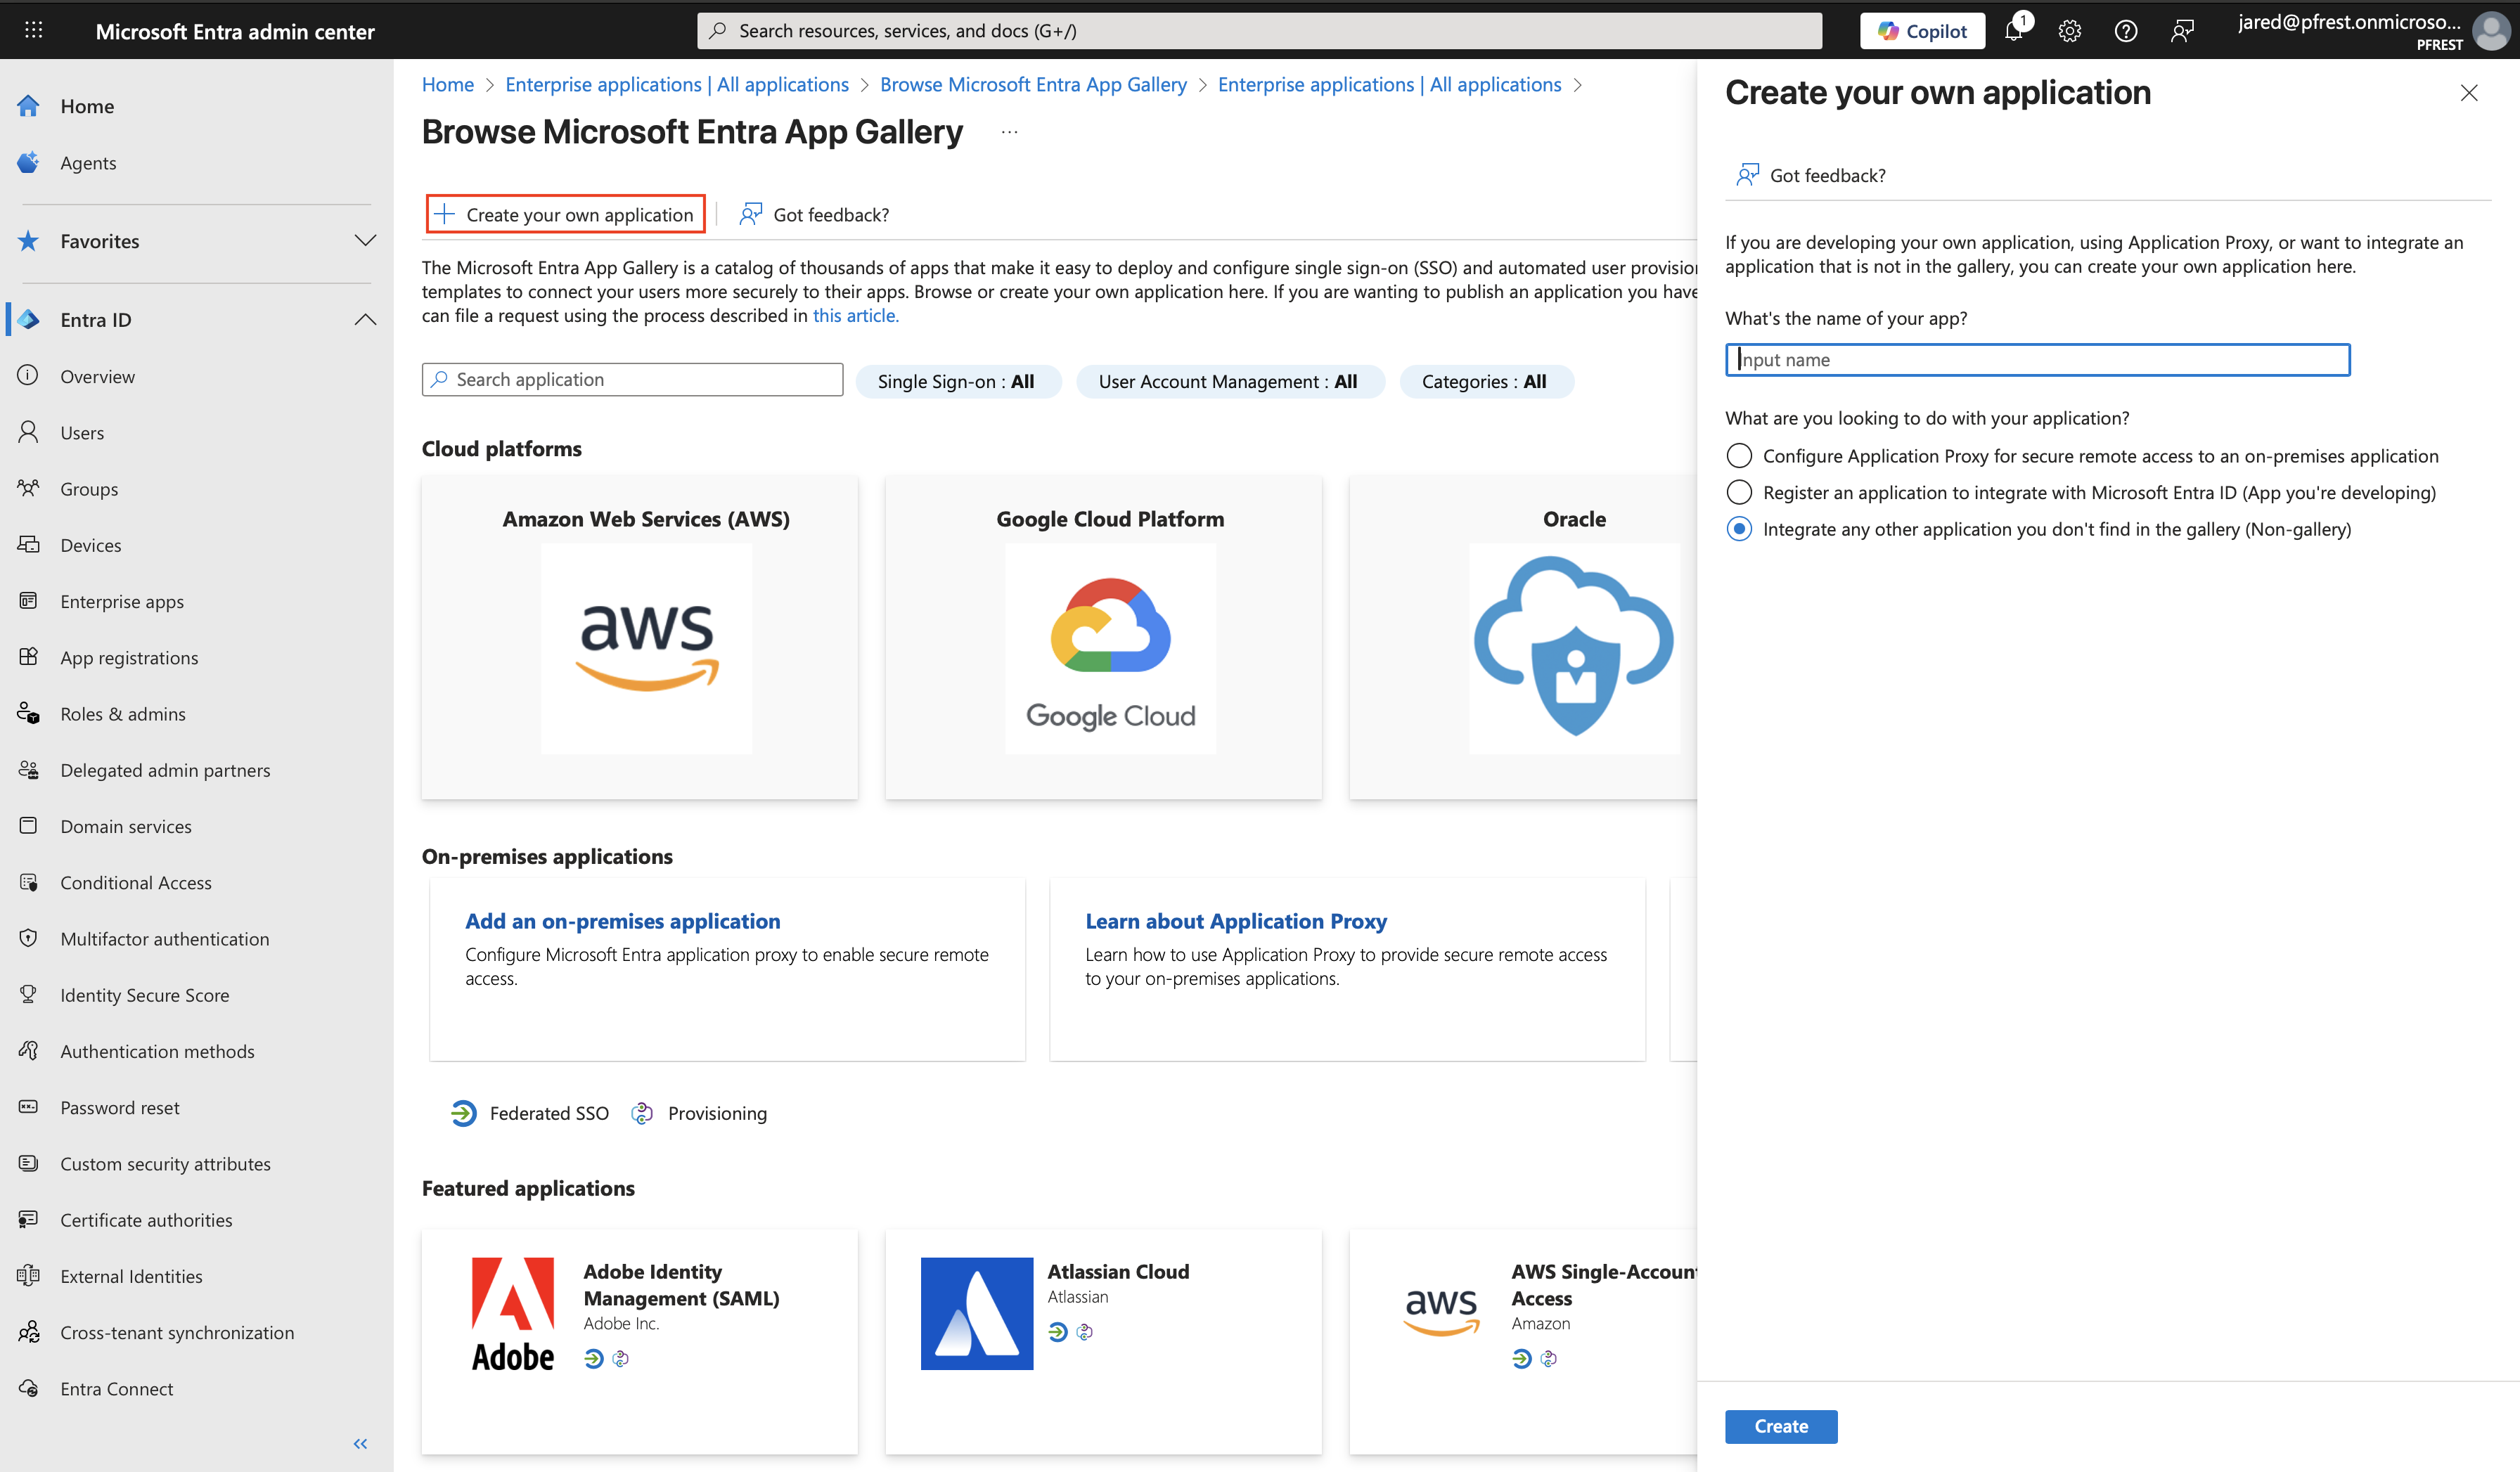 Microsoft Entra admin center
Search resources, services, and docs (G+/)
Copilot
1
jared@pfrest.onmicroso...
PFREST
Home
Agents
Favorites
Entra ID
Overview
Users
Groups
Devices
Enterprise apps
App registrations
Roles & admins
Delegated admin partners
Domain services
Conditional Access
Multifactor authentication
Identity Secure Score
Authentication methods
Password reset
Custom security attributes
Certificate authorities
External Identities
Cross-tenant synchronization
Entra Connect
Home > Enterprise applications | All applications > Browse Microsoft Entra App Gallery > Enterprise applications | All applications >
Browse Microsoft Entra App Gallery ...
Create your own application
Got feedback?
The Microsoft Entra App Gallery is a catalog of thousands of apps that make it easy to deploy and configure single sign-on (SSO) and automated user provision
templates to connect your users more securely to their apps. Browse or create your own application here. If you are wanting to publish an application you have
can file a request using the process described in this article.
Search application
Single Sign-on : All
User Account Management : All
Categories : All
Cloud platforms
Amazon Web Services (AWS)
aws
Google Cloud Platform
Google Cloud
Oracle
On-premises applications
Add an on-premises application
Configure Microsoft Entra application proxy to enable secure remote
access.
Learn about Application Proxy
Learn how to use Application Proxy to provide secure remote access
to your on-premises applications.
Federated SSO
Provisioning
Featured applications
Adobe
Adobe Identity
Management (SAML)
Adobe Inc.
Atlassian Cloud
Atlassian
aws
AWS Single-Account
Access
Amazon
Create your own application
Got feedback?
If you are developing your own application, using Application Proxy, or want to integrate an
application that is not in the gallery, you can create your own application here.
What's the name of your app?
Input name
What are you looking to do with your application?
Configure Application Proxy for secure remote access to an on-premises application
Register an application to integrate with Microsoft Entra ID (App you're developing)
Integrate any other application you don't find in the gallery (Non-gallery)
Create